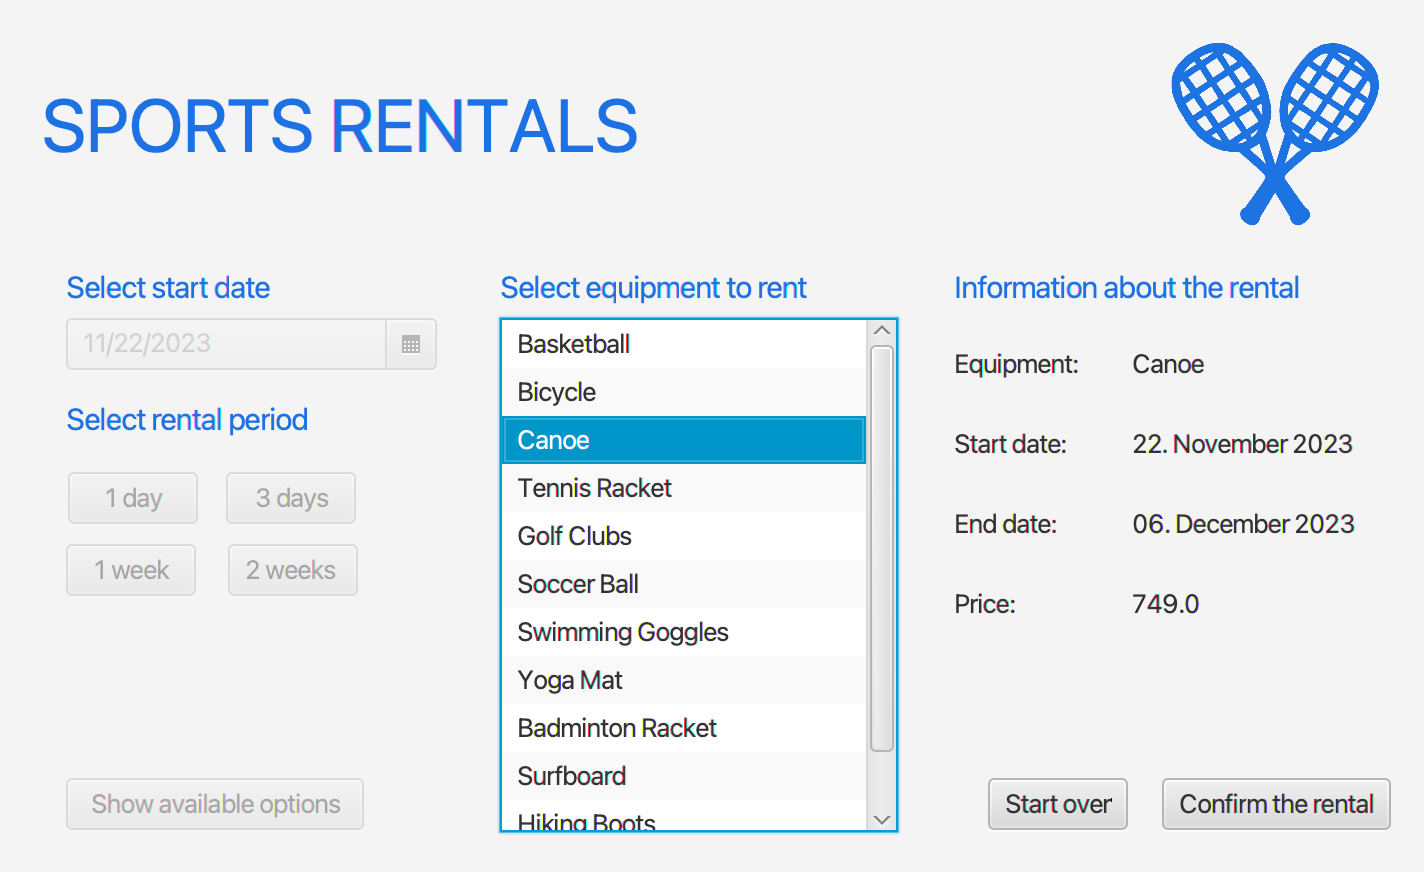 SPORTS RENTALS
Select start date
11/22/2023
Select rental period
1 day
3 days
1 week
2 weeks
Show available options
Select equipment to rent
Basketball
Bicycle
Canoe
Tennis Racket
Golf Clubs
Soccer Ball
Swimming Goggles
Yoga Mat
Badminton Racket
Surfboard
Hiking Boots
Information about the rental
Equipment: Canoe
Start date: 22. November 2023
End date: 06. December 2023
Price: 749.0
Start over
Confirm the rental